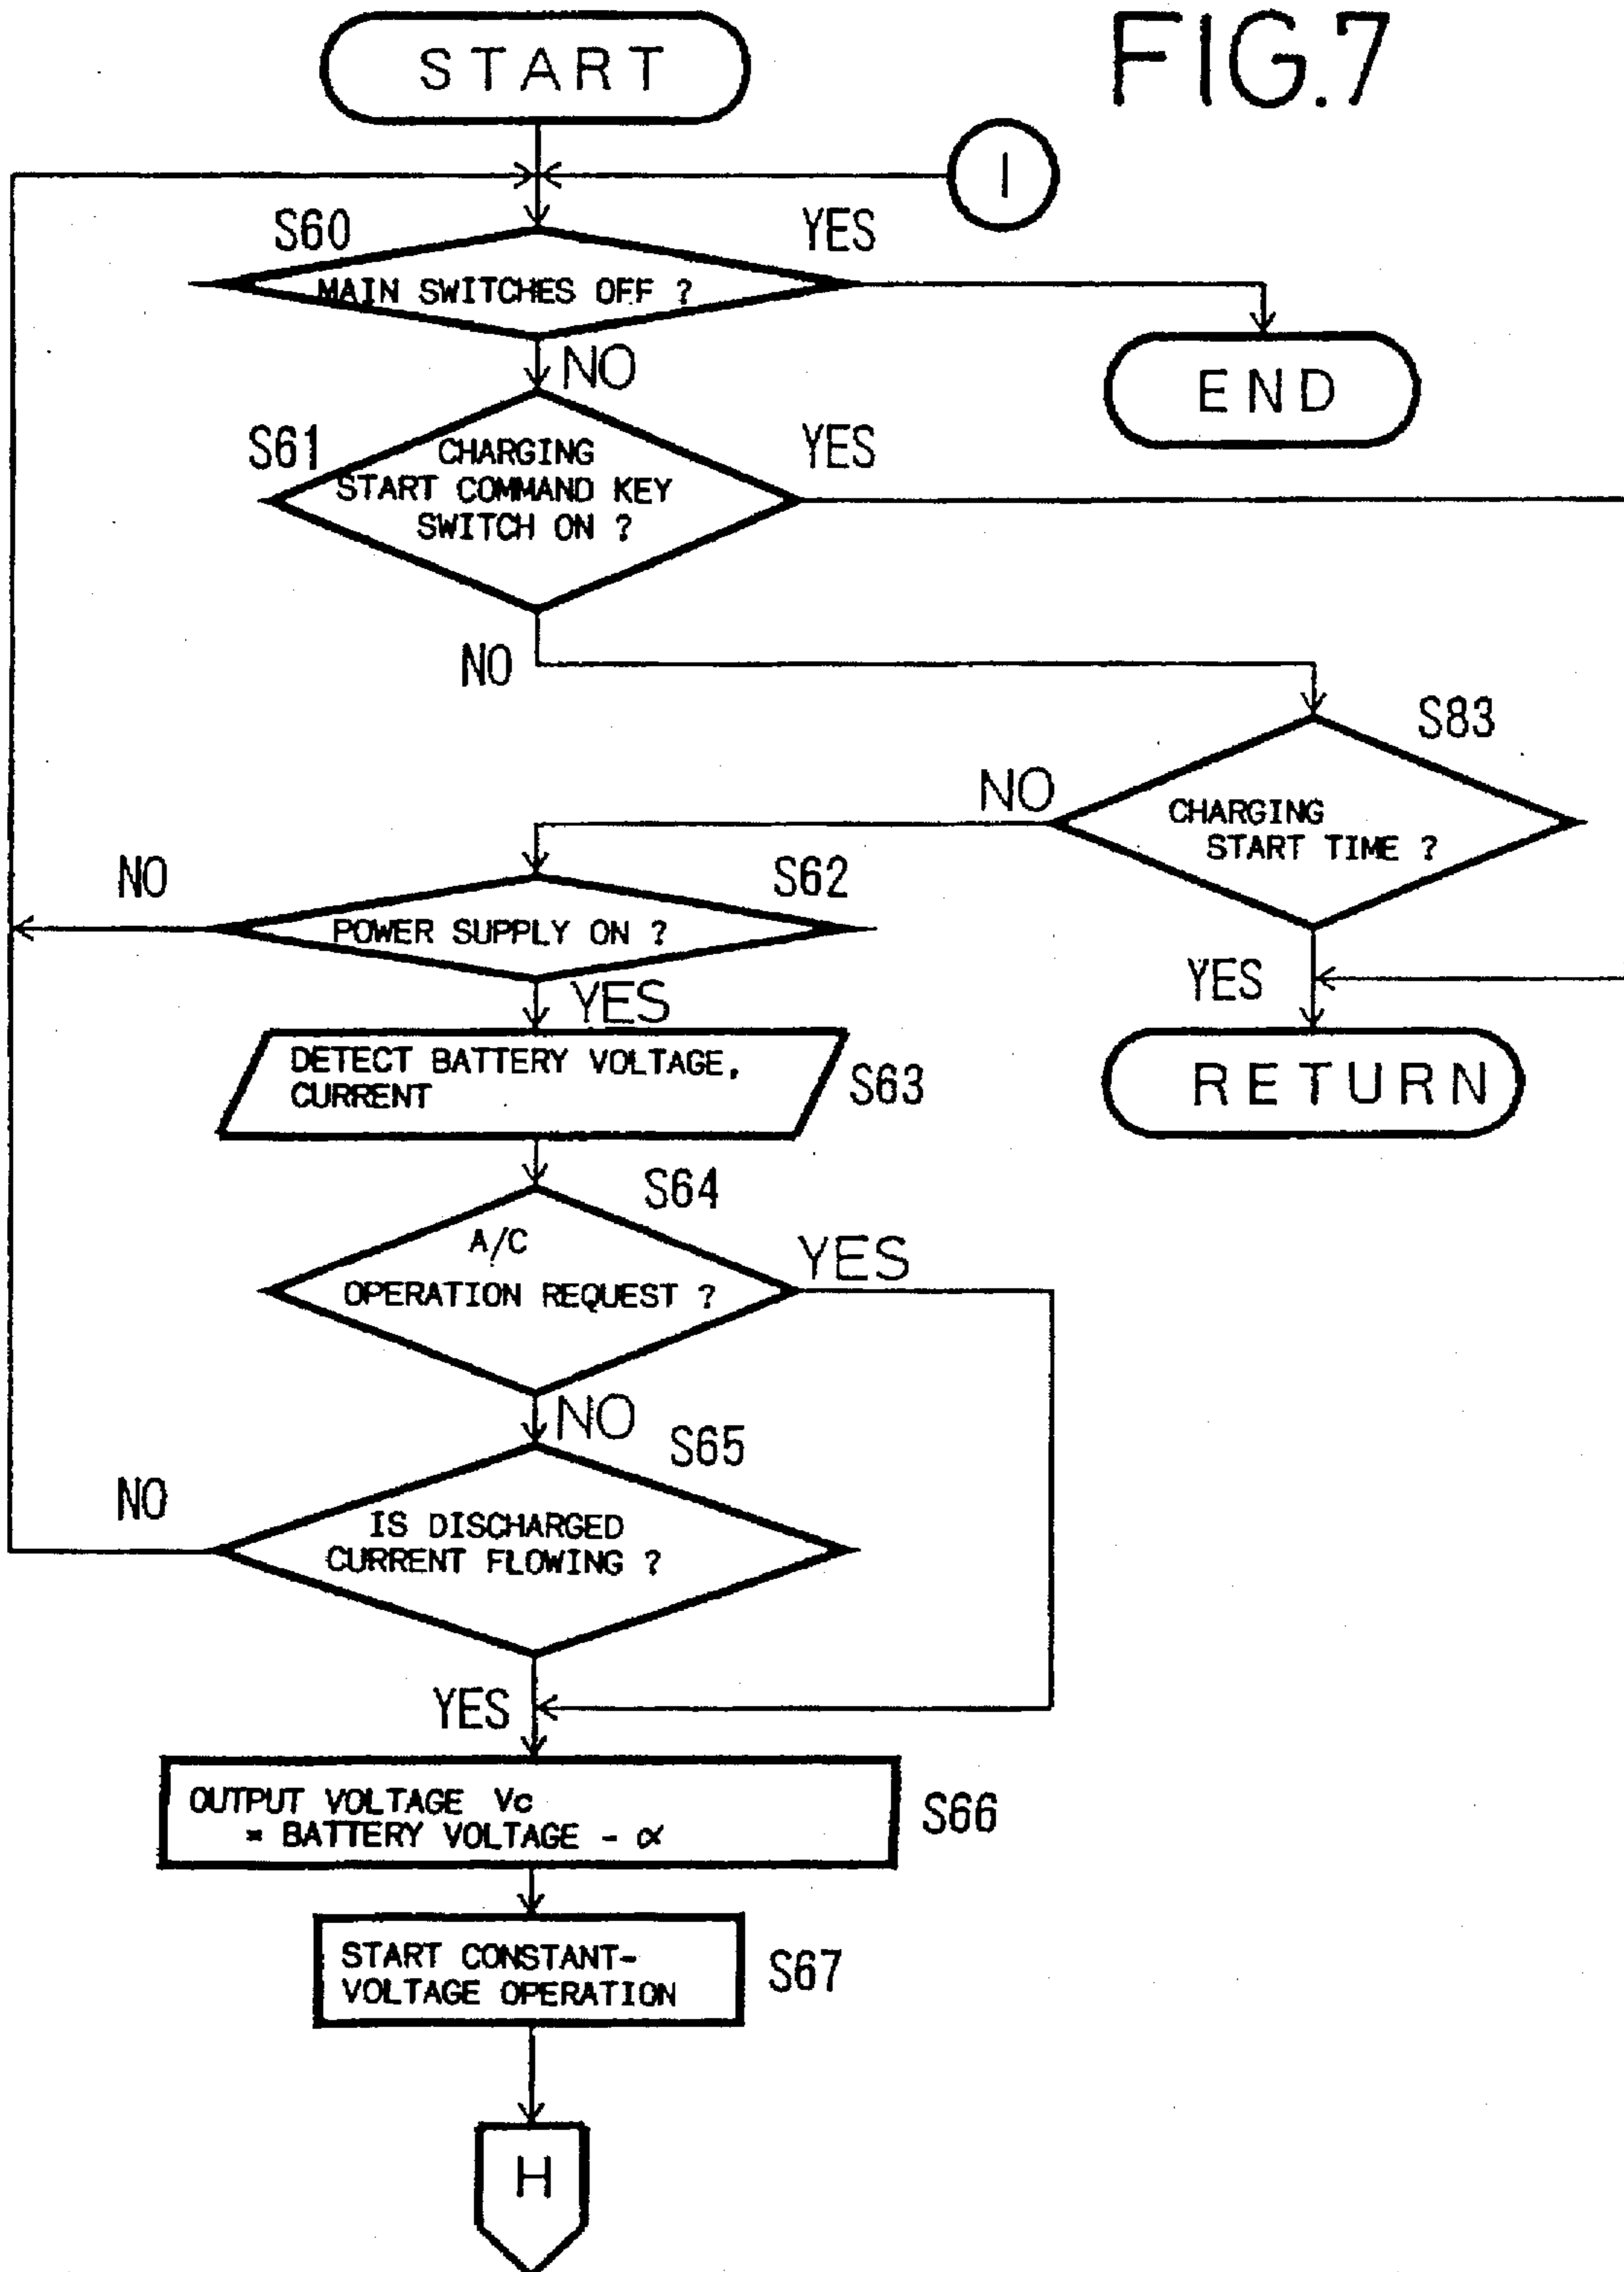 FIG.7
START
I
S60
YES
MAIN SWITCHES OFF ?
NO
END
S61
YES
CHARGING
START COMMAND KEY
SWITCH ON ?
NO
S83
NO
CHARGING
START TIME ?
NO
S62
POWER SUPPLY ON ?
YES
YES
DETECT BATTERY VOLTAGE,
CURRENT
S63
RETURN
S64
A/C
YES
OPERATION REQUEST ?
NO
S65
NO
IS DISCHARGED
CURRENT FLOWING ?
YES
OUTPUT VOLTAGE Vc
= BATTERY VOLTAGE - α
S66
START CONSTANT-
VOLTAGE OPERATION
S67
H